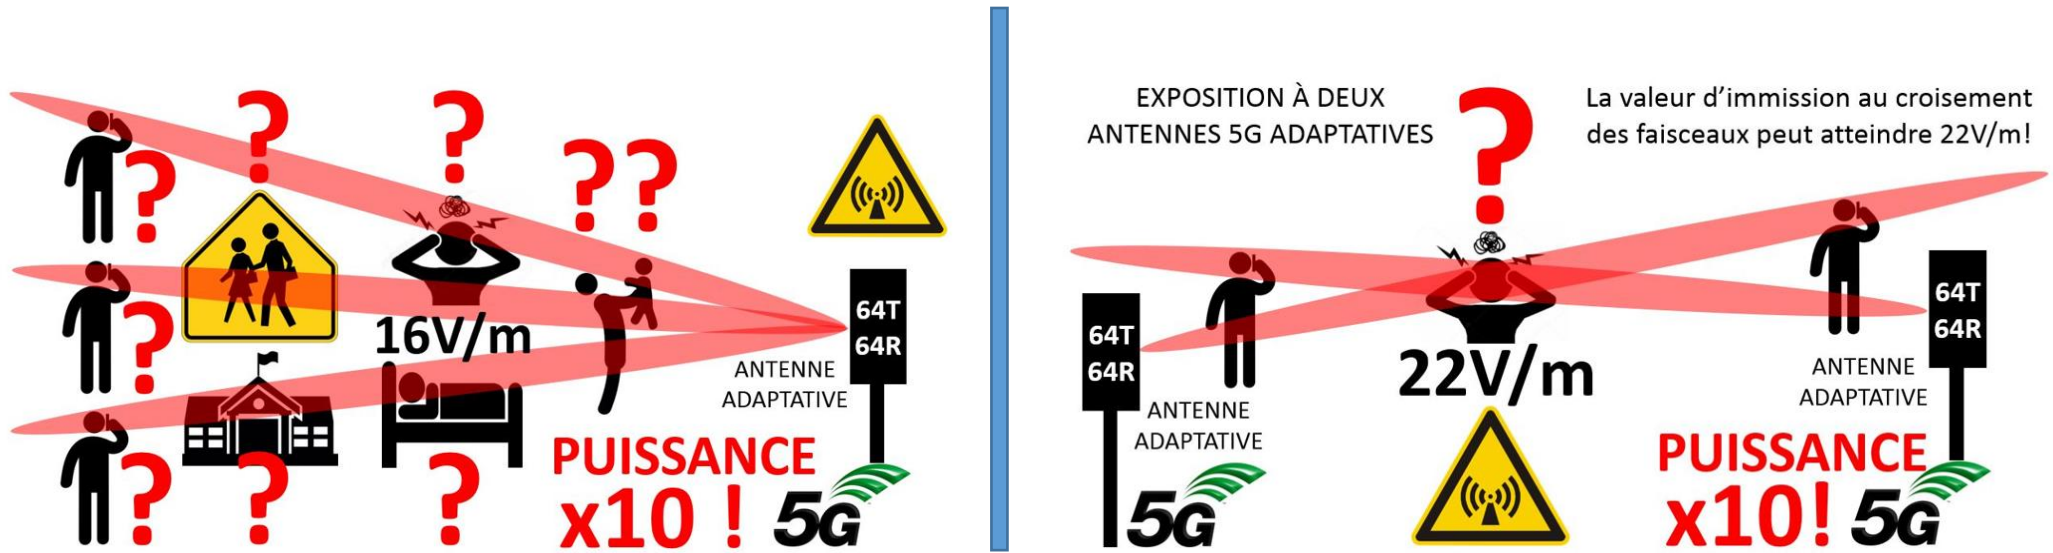 ?
?
?
??
?
16V/m
64T
64R
?
ANTENNE
ADAPTATIVE
PUISSANCE
x10 !
?
?
?
5G
EXPOSITION À DEUX
ANTENNES 5G ADAPTATIVES
?
La valeur d’immission au croisement
des faisceaux peut atteindre 22V/m!
64T
64R
22V/m
64T
64R
ANTENNE
ADAPTATIVE
ANTENNE
ADAPTATIVE
PUISSANCE
x10!
5G
5G